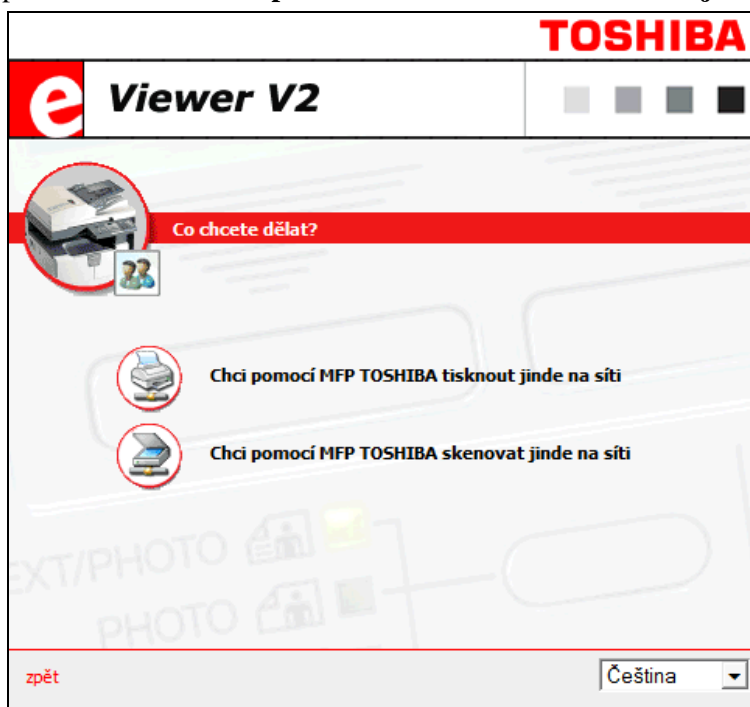 TOSHIBA
e Viewer V2
Co chcete dělat?
Chci pomocí MFP TOSHIBA tisknout jinde na síti
Chci pomocí MFP TOSHIBA skenovat jinde na síti
EXT/PHOTO
PHOTO
zpět
Čeština